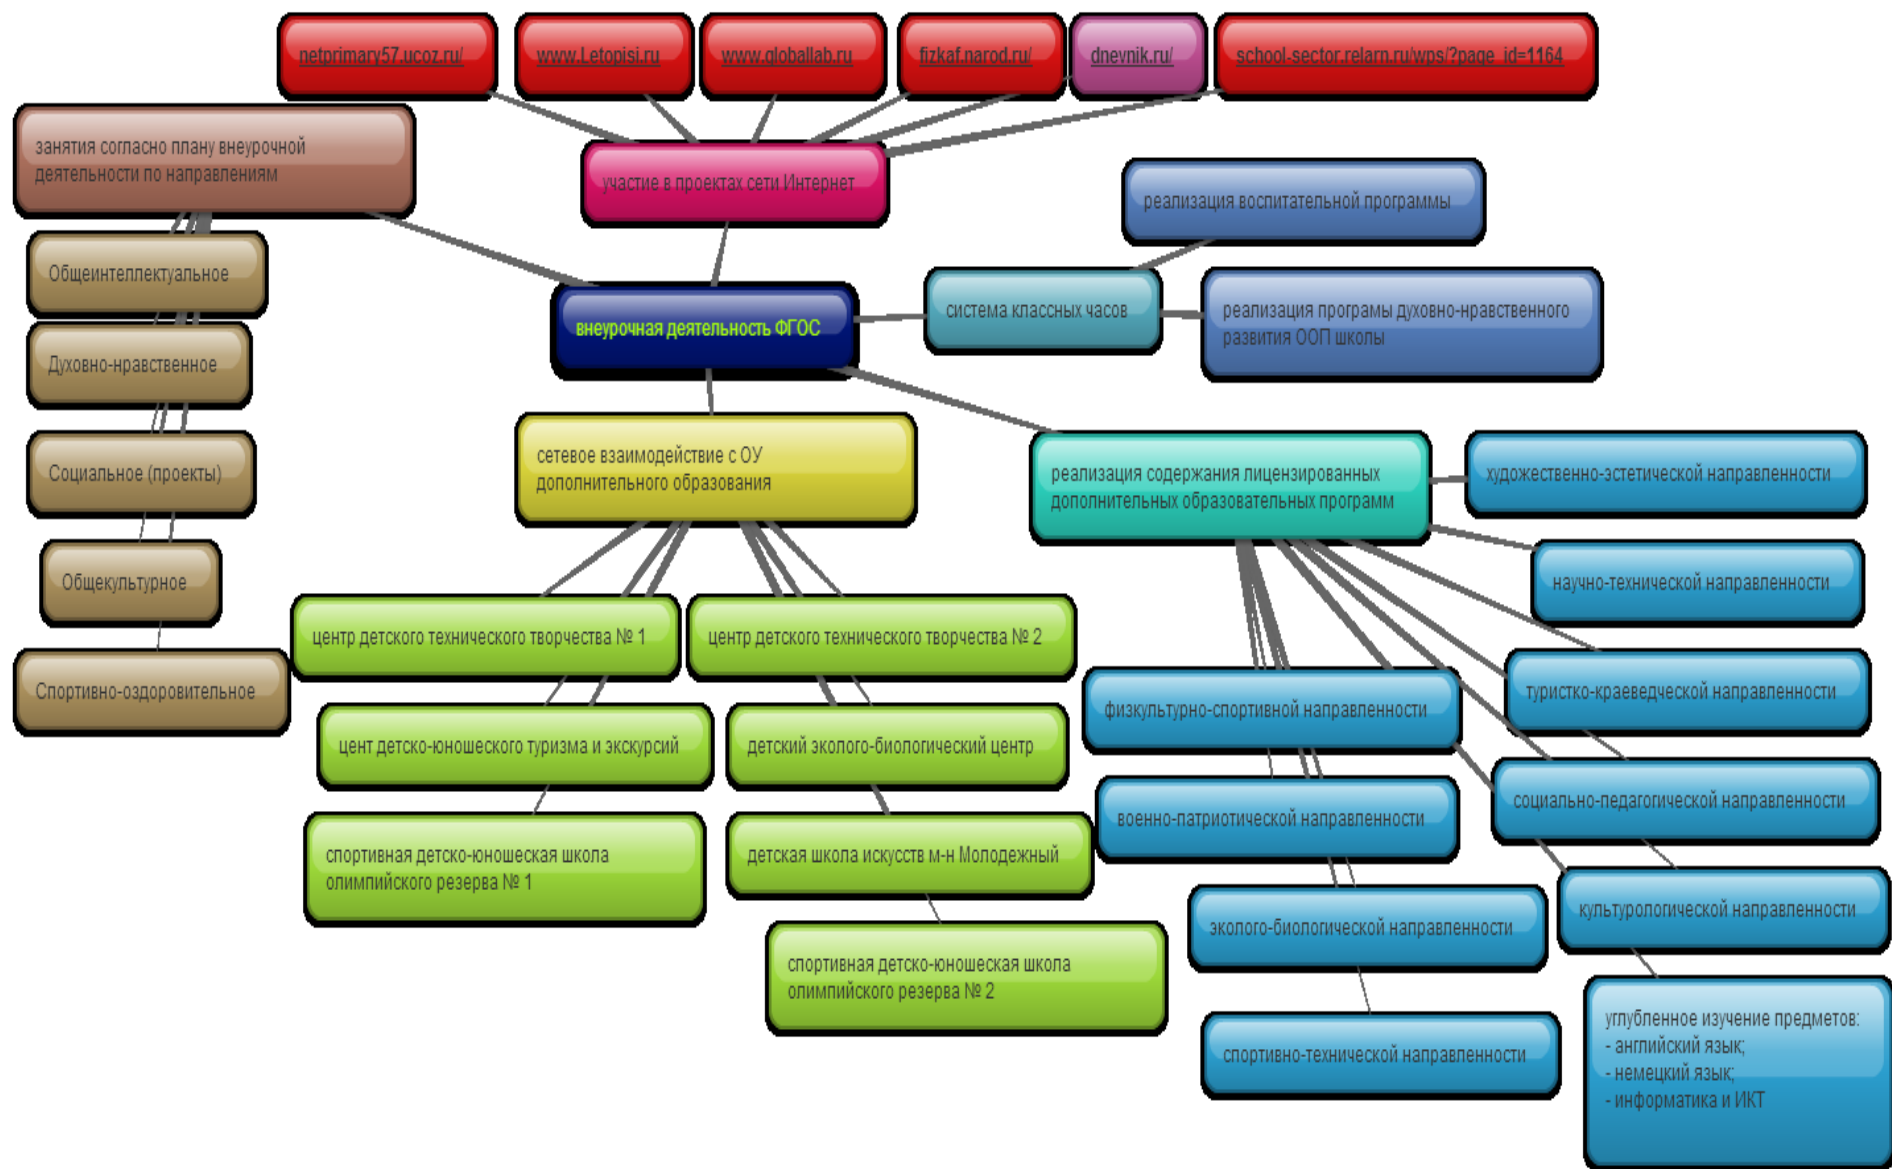 netprimary57.ucoz.ru/
www.Letopisi.ru
www.globallab.ru
fizkaf.narod.ru/
dnevnik.ru/
school-sector.relarn.ru/wps/?page_id=1164
занятия согласно плану внеурочной
деятельности по направлениям
участие в проектах сети Интернет
реализация воспитательной программы
Общеинтеллектуальное
внеурочная деятельность ФГОС
система классных часов
реализация програмы духовно-нравственного
развития ООП школы
Духовно-нравственное
Социальное (проекты)
Общекультурное
Спортивно-оздоровительное
сетевое взаимодействие с ОУ
дополнительного образования
реализация содержания лицензированных
дополнительных образовательных программ
художественно-эстетической направленности
научно-технической направленности
центр детского технического творчества № 1
центр детского технического творчества № 2
цент детско-юношеского туризма и экскурсий
детский эколого-биологический центр
спортивная детско-юношеская школа
олимпийского резерва № 1
детская школа искусств м-н Молодежный
спортивная детско-юношеская школа
олимпийского резерва № 2
физкультурно-спортивной направленности
туристко-краеведческой направленности
военно-патриотической направленности
социально-педагогической направленности
эколого-биологической направленности
культурологической направленности
спортивно-технической направленности
углубленное изучение предметов:
- английский язык;
- немецкий язык;
- информатика и ИКТ